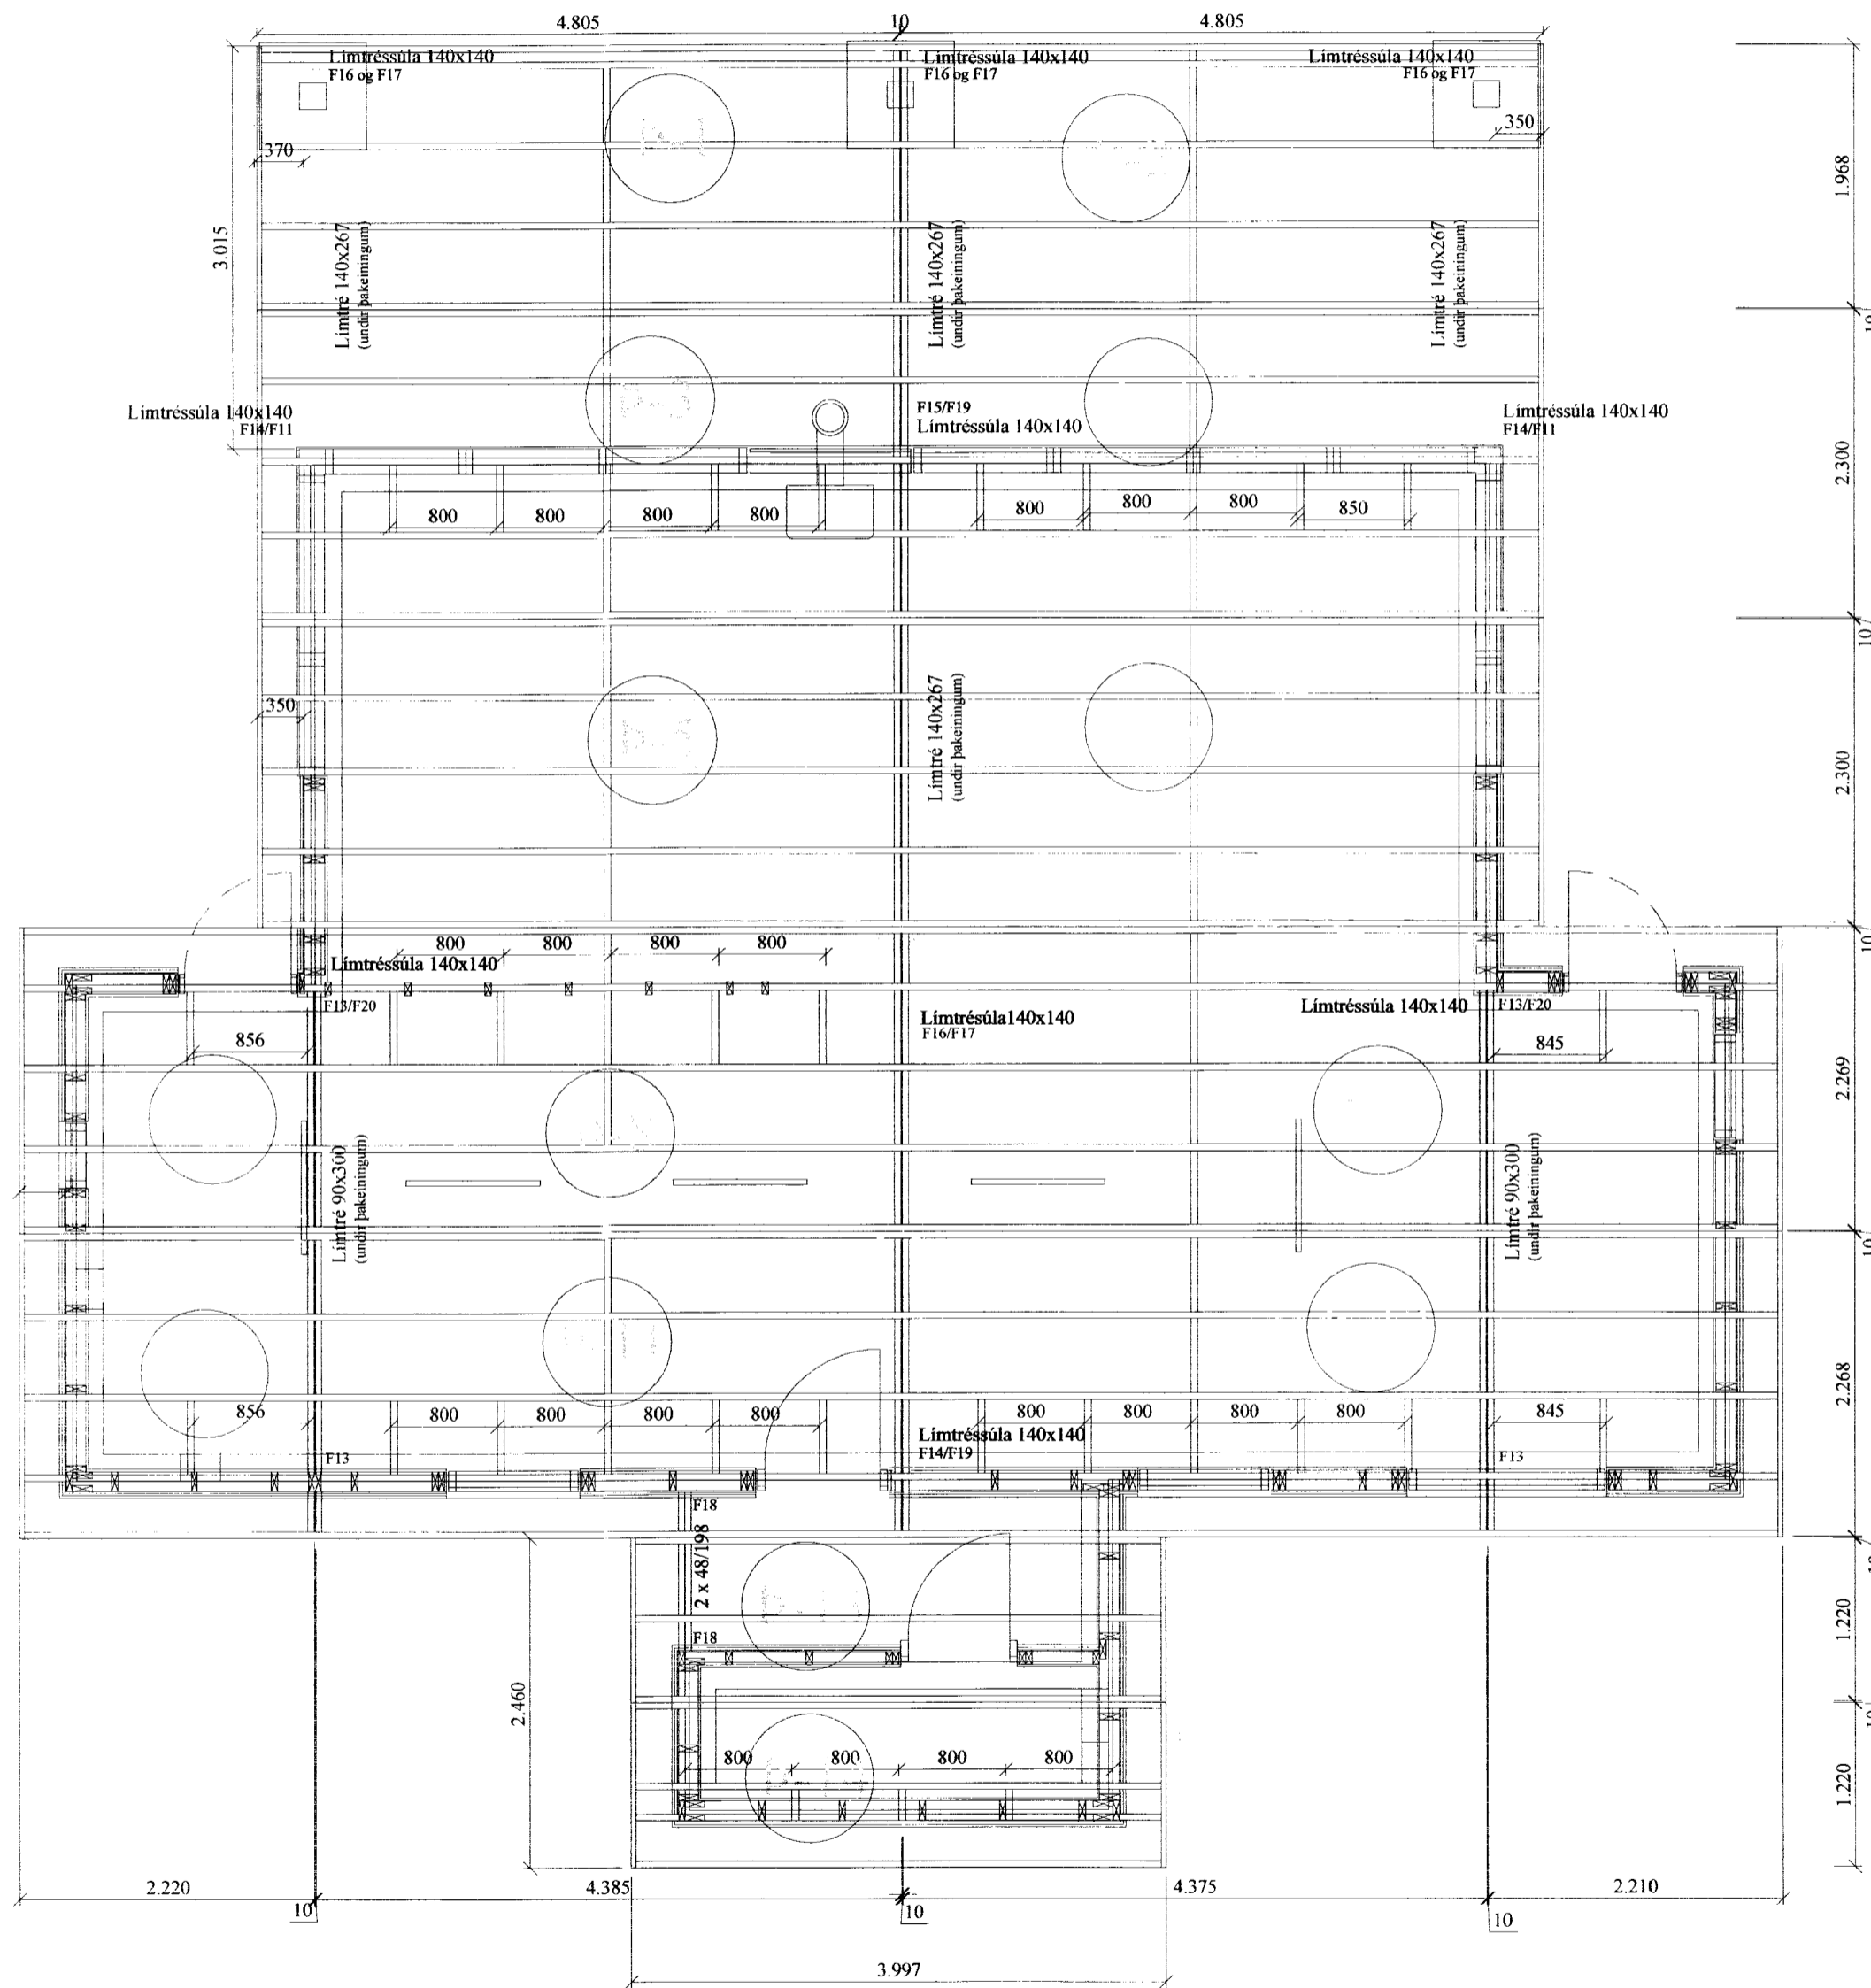 4.805
10
4.805
Límtréssúla 140x140
F16 og F17
Límtréssúla 140x140
F16 og F17
Límtréssúla 140x140
F16 og F17
370
350
1.968
3.015
Límtré 140x267
(undir þakeiningum)
Límtré 140x267
(undir þakeiningum)
Límtré 140x267
(undir þakeiningum)
10
Límtréssúla 140x140
F14/F11
F15/F19
Límtréssúla 140x140
Límtréssúla 140x140
F14/F11
2.300
800
800
800
800
800
800
800
850
10
350
Límtré 140x267
(undir þakeiningum)
2.300
10
800
800
800
800
Límtréssúla 140x140
F13/F20
Límtrésúla140x140
F16/F17
Límtréssúla 140x140
F13/F20
856
845
2.269
Límtré 90x300
(undir þakeiningum)
Límtré 90x300
(undir þakeiningum)
10
2.268
856
800
800
800
800
800
800
800
800
845
Límtréssúla 140x140
F14/F19
F13
F13
F18
2 x 48/198
F18
10
1.220
2.460
10
800
800
800
800
1.220
2.220
4.385
4.375
2.210
10
10
10
3.997